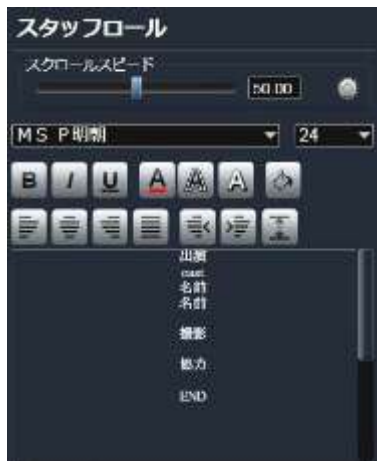 スタッフロール
スクロールスピード
50.00
ＭＳ Ｐ明朝
24
B I U A A A
出演
cast
名前
名前
撮影
協力
END